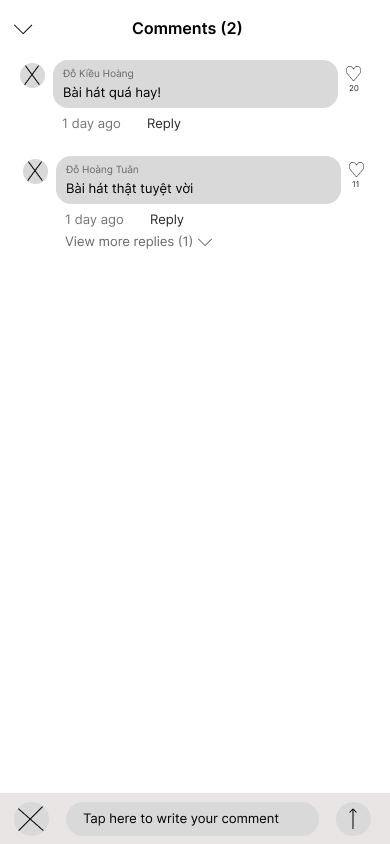 Comments (2)
Đỗ Kiều Hoàng
Bài hát quá hay!
20
1 day ago Reply
Đỗ Hoàng Tuân
Bài hát thật tuyệt vời
11
1 day ago Reply
View more replies (1)
Tap here to write your comment